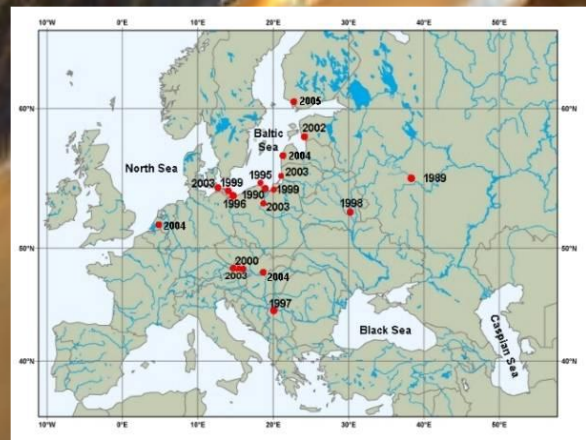 10°W 0°E 10°E 20°E 30°E 40°E 50°E
60°N 60°N
2005
Baltic
Sea
2002
North Sea
2004
1995
2003
2003 1999
1990 1999
1996
2003
1989
1998
2004
50°N 50°N
2000
2003
2004
1997
Black Sea
Caspian Sea
40°N 40°N
10°W 0°E 10°E 20°E 30°E 40°E